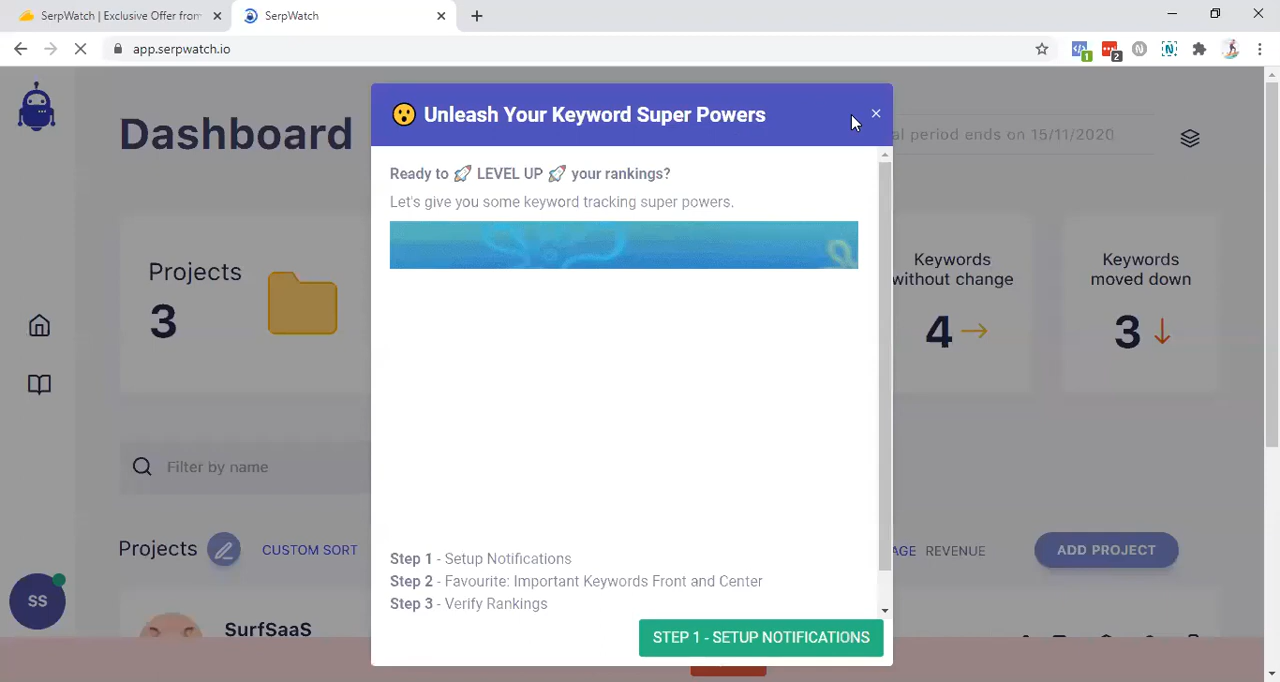 SerpWatch | Exclusive Offer from
SerpWatch
app.serpwatch.io
1
2
Dashboard
al period ends on 15/11/2020
😮 Unleash Your Keyword Super Powers
Ready to 🚀 LEVEL UP 🚀 your rankings?
Let's give you some keyword tracking super powers.
Projects
3
Keywords
without change
4
Keywords
moved down
3
Filter by name
Projects
CUSTOM SORT
AGE
REVENUE
ADD PROJECT
Step 1 - Setup Notifications
Step 2 - Favourite: Important Keywords Front and Center
Step 3 - Verify Rankings
STEP 1 - SETUP NOTIFICATIONS
SS
SurfSaaS